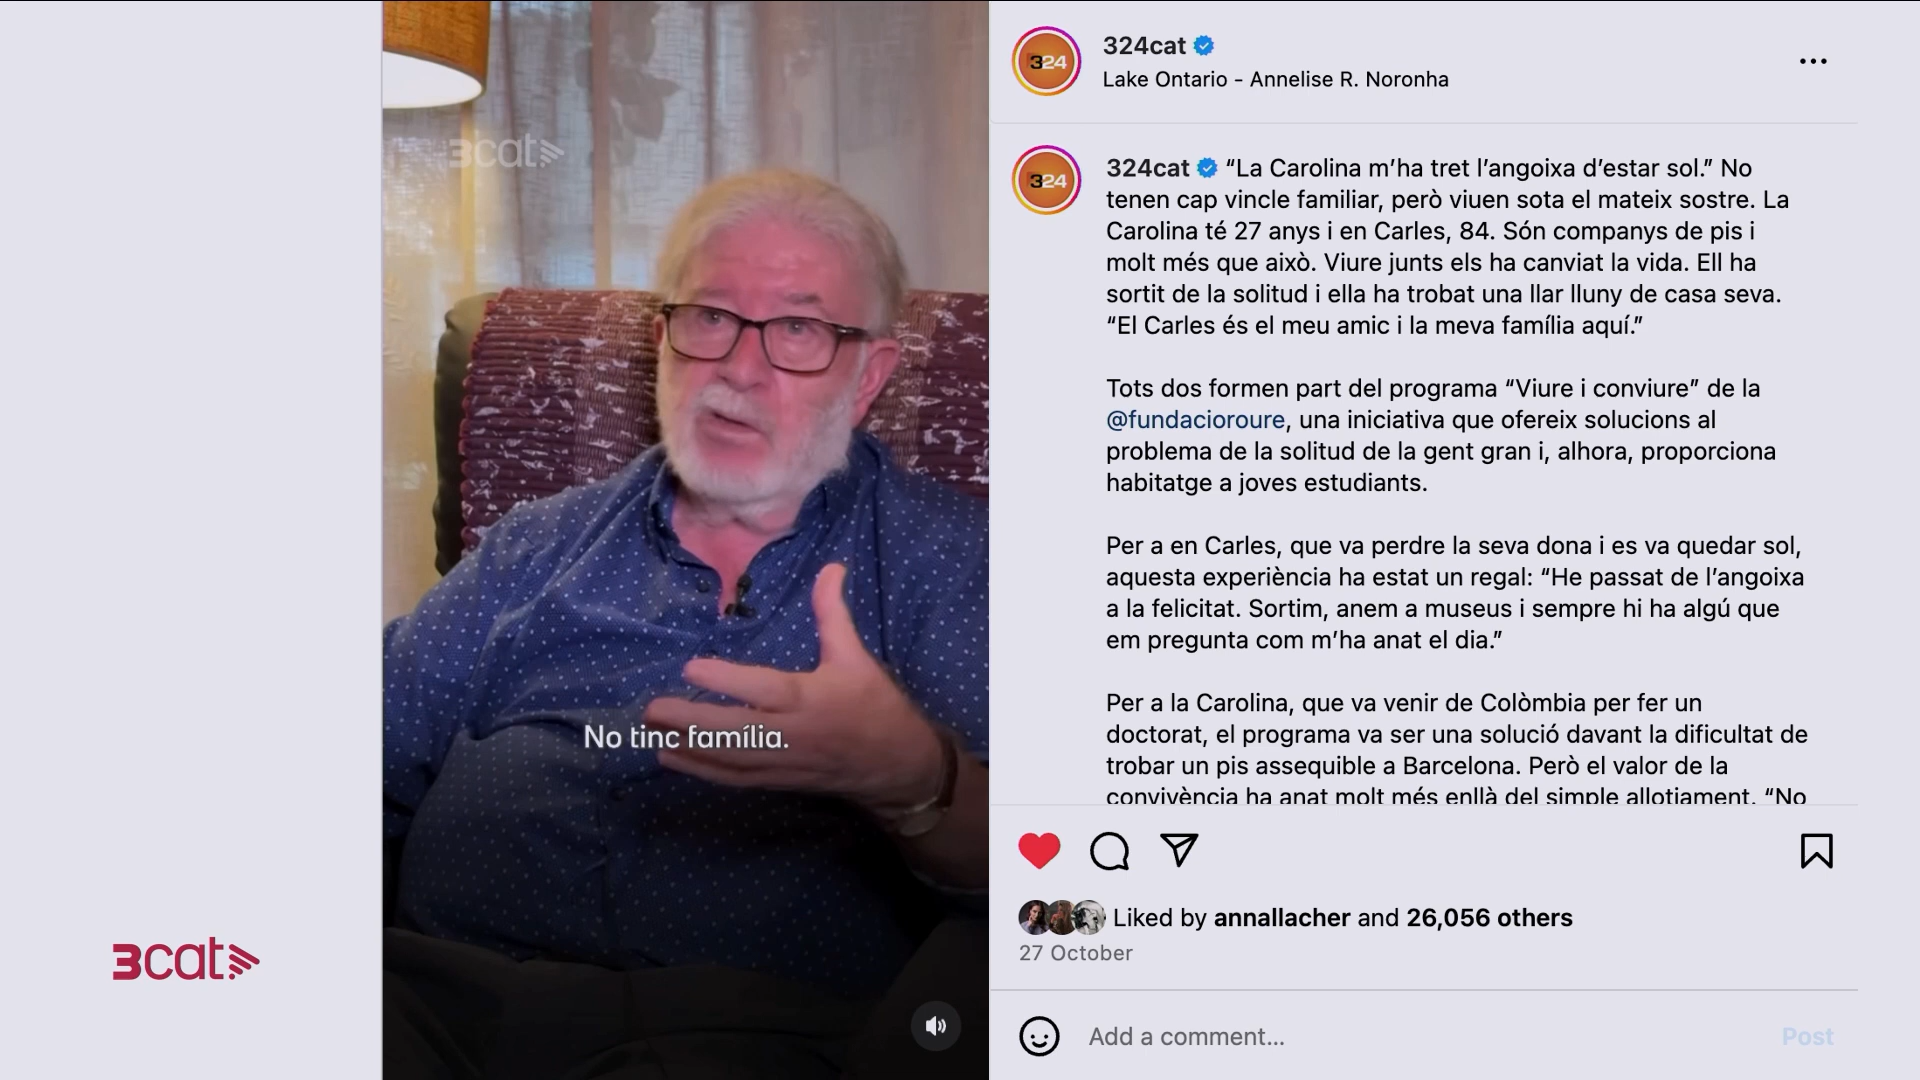 3cat
No tinc família.
3cat
324
324cat
Lake Ontario - Annelise R. Noronha
324
324cat “La Carolina m’ha tret l’angoixa d’estar sol.” No
tenen cap vincle familiar, però viuen sota el mateix sostre. La
Carolina té 27 anys i en Carles, 84. Són companys de pis i
molt més que això. Viure junts els ha canviat la vida. Ell ha
sortit de la solitud i ella ha trobat una llar lluny de casa seva.
“El Carles és el meu amic i la meva família aquí.”
Tots dos formen part del programa “Viure i conviure” de la
@fundacioroure, una iniciativa que ofereix solucions al
problema de la solitud de la gent gran i, alhora, proporciona
habitatge a joves estudiants.
Per a en Carles, que va perdre la seva dona i es va quedar sol,
aquesta experiència ha estat un regal: “He passat de l’angoixa
a la felicitat. Sortim, anem a museus i sempre hi ha algú que
em pregunta com m’ha anat el dia.”
Per a la Carolina, que va venir de Colòmbia per fer un
doctorat, el programa va ser una solució davant la dificultat de
trobar un pis assequible a Barcelona. Però el valor de la
convivència ha anat molt més enllà del simple allotjament. “No
Liked by annallacher and 26,056 others
27 October
Add a comment...
Post